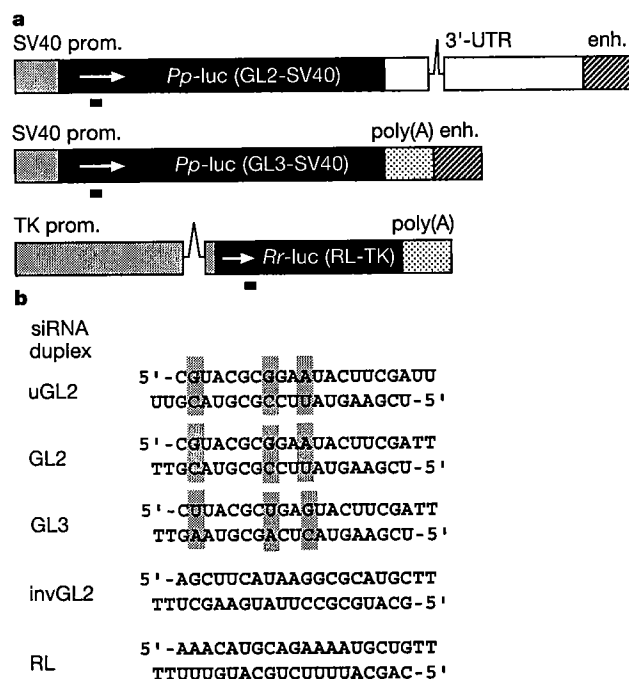 a
SV40 prom. 3'-UTR enh.
Pp-luc (GL2-SV40)
SV40 prom. poly(A) enh.
Pp-luc (GL3-SV40)
TK prom. poly(A)
Rr-luc (RL-TK)
b
siRNA
duplex
uGL2
5'-CGUACGCGGAAUACUUCGAUU
UUGCAUGCGCCUUAUGAAGCU-5'
GL2
5'-CGUACGCGGAAUACUUCGATT
TTGCAUGCGCCUUAUGAAGCU-5'
GL3
5'-CUUACGCUGAGUACUUCGATT
TTGAAUGCGACUCAUGAAGCU-5'
invGL2
5'-AGCUUCAUAAGGCGCAUGCTT
TTUCGAAGUAUUCCGCGUACG-5'
RL
5'-AAACAUGCAGAAAAUGCUGTT
TTUUUGUACGUCUUUUACGAC-5'